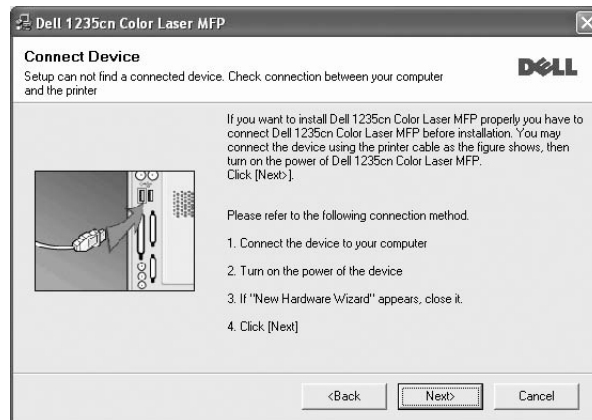 Dell 1235cn Color Laser MFP
Connect Device
Setup can not find a connected device. Check connection between your computer
and the printer
DELL
If you want to install Dell 1235cn Color Laser MFP properly you have to
connect Dell 1235cn Color Laser MFP before installation. You may
connect the device using the printer cable as the figure shows, then
turn on the power of Dell 1235cn Color Laser MFP.
Click [Next>].
Please refer to the following connection method.
1. Connect the device to your computer
2. Turn on the power of the device
3. If "New Hardware Wizard" appears, close it.
4. Click [Next]
<Back
Next>
Cancel